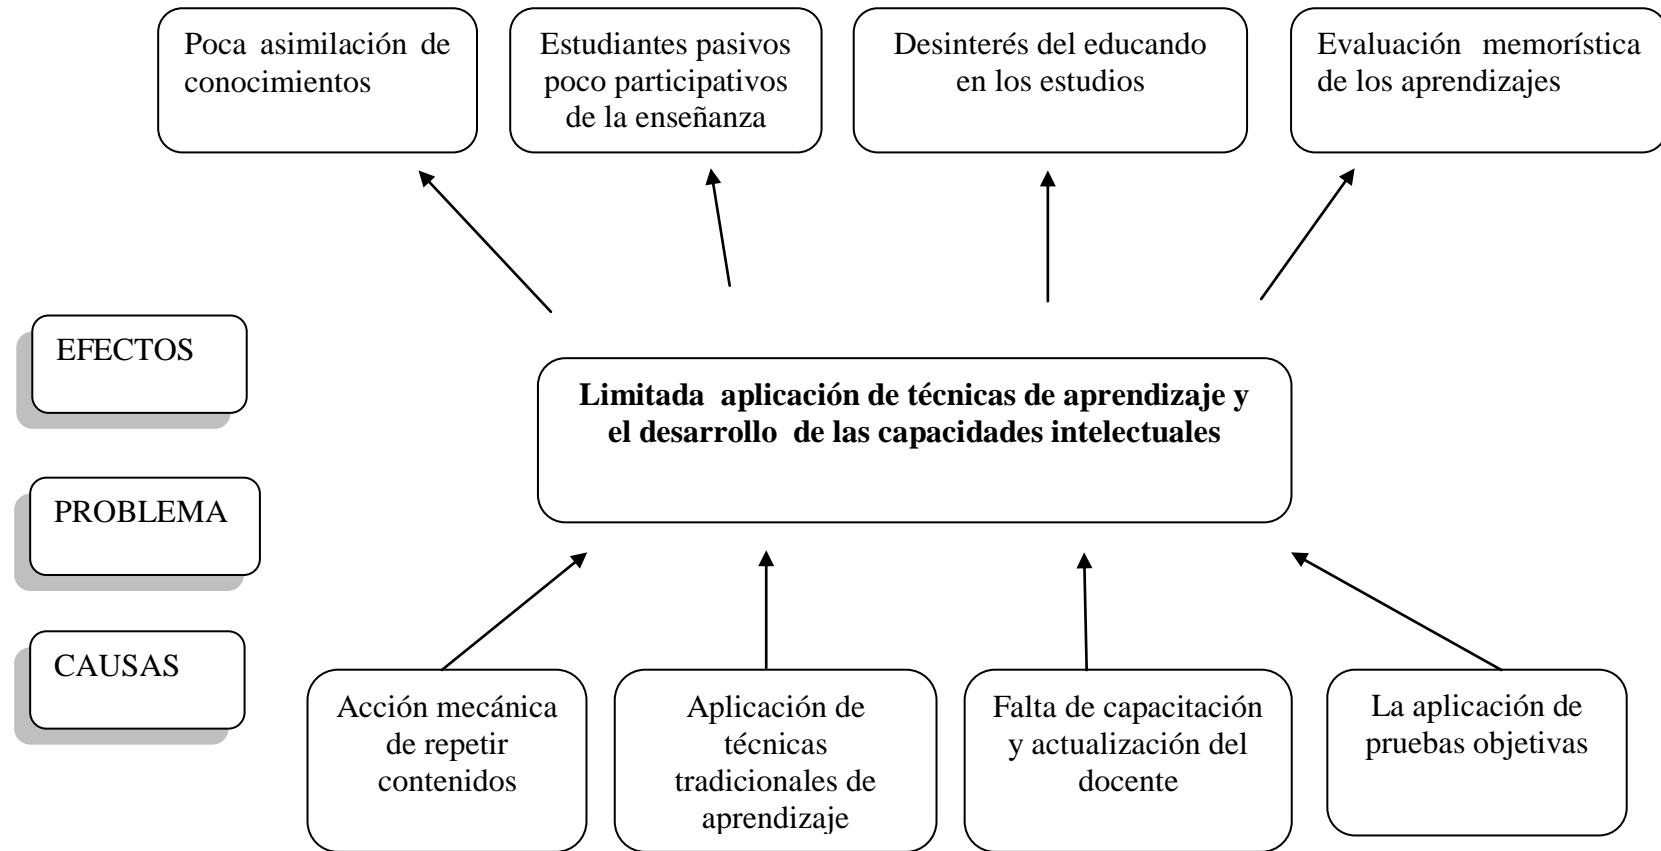 Poca asimilación de
conocimientos
Estudiantes pasivos
poco participativos
de la enseñanza
Desinterés del educando
en los estudios
Evaluación memorística
de los aprendizajes
EFECTOS
Limitada aplicación de técnicas de aprendizaje y
el desarrollo de las capacidades intelectuales
PROBLEMA
CAUSAS
Acción mecánica
de repetir
contenidos
Aplicación de
técnicas
tradicionales de
aprendizaje
Falta de capacitación
y actualización del
docente
La aplicación de
pruebas objetivas